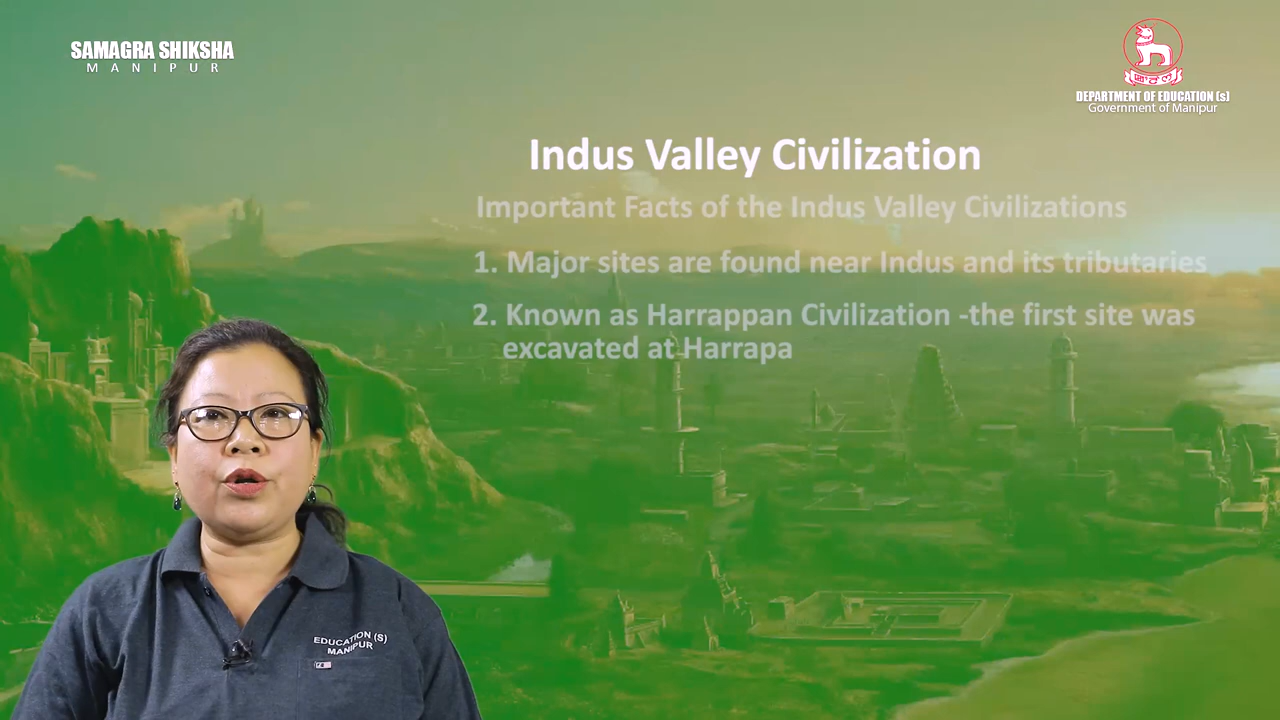 SAMAGRA SHIKSHA
MANIPUR
DEPARTMENT OF EDUCATION (s)
Government of Manipur
Indus Valley Civilization
Important Facts of the Indus Valley Civilizations
1. Major sites are found near Indus and its tributaries
2. Known as Harrappan Civilization -the first site was
excavated at Harrapa
EDUCATION (S)
MANIPUR